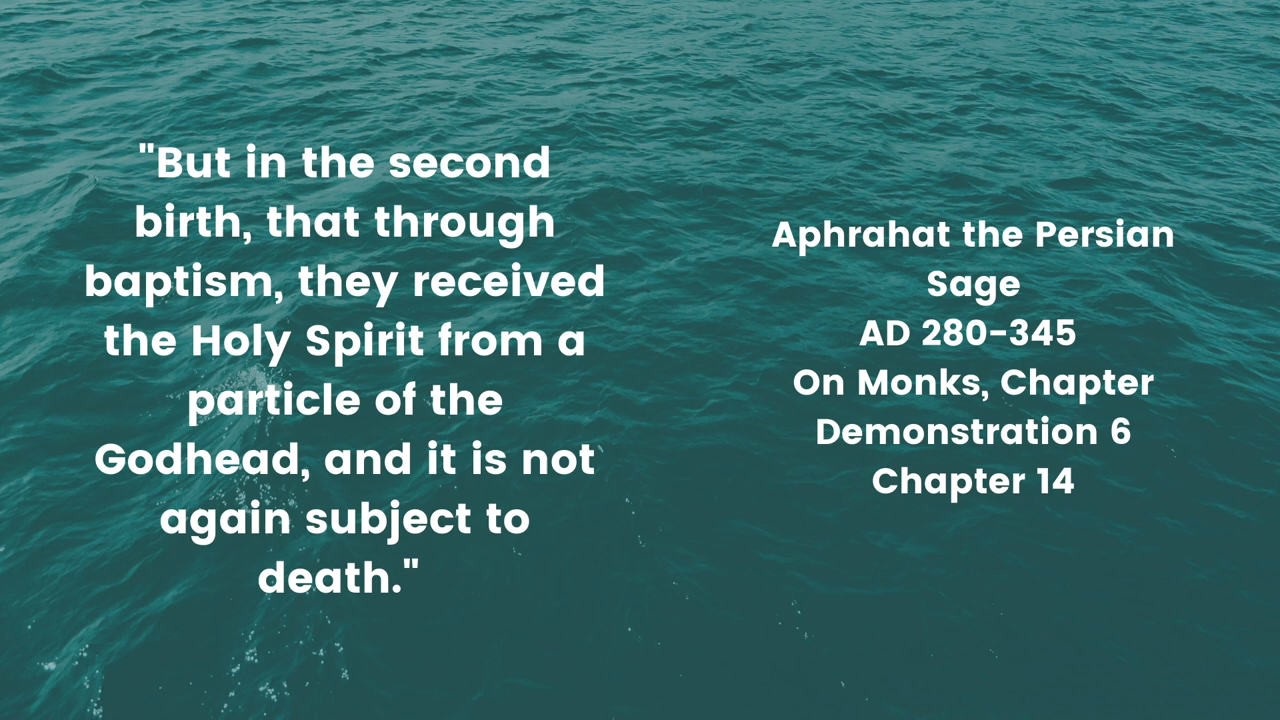 "But in the second
birth, that through
baptism, they received
the Holy Spirit from a
particle of the
Godhead, and it is not
again subject to
death."
Aphrahat the Persian
Sage
AD 280-345
On Monks, Chapter
Demonstration 6
Chapter 14